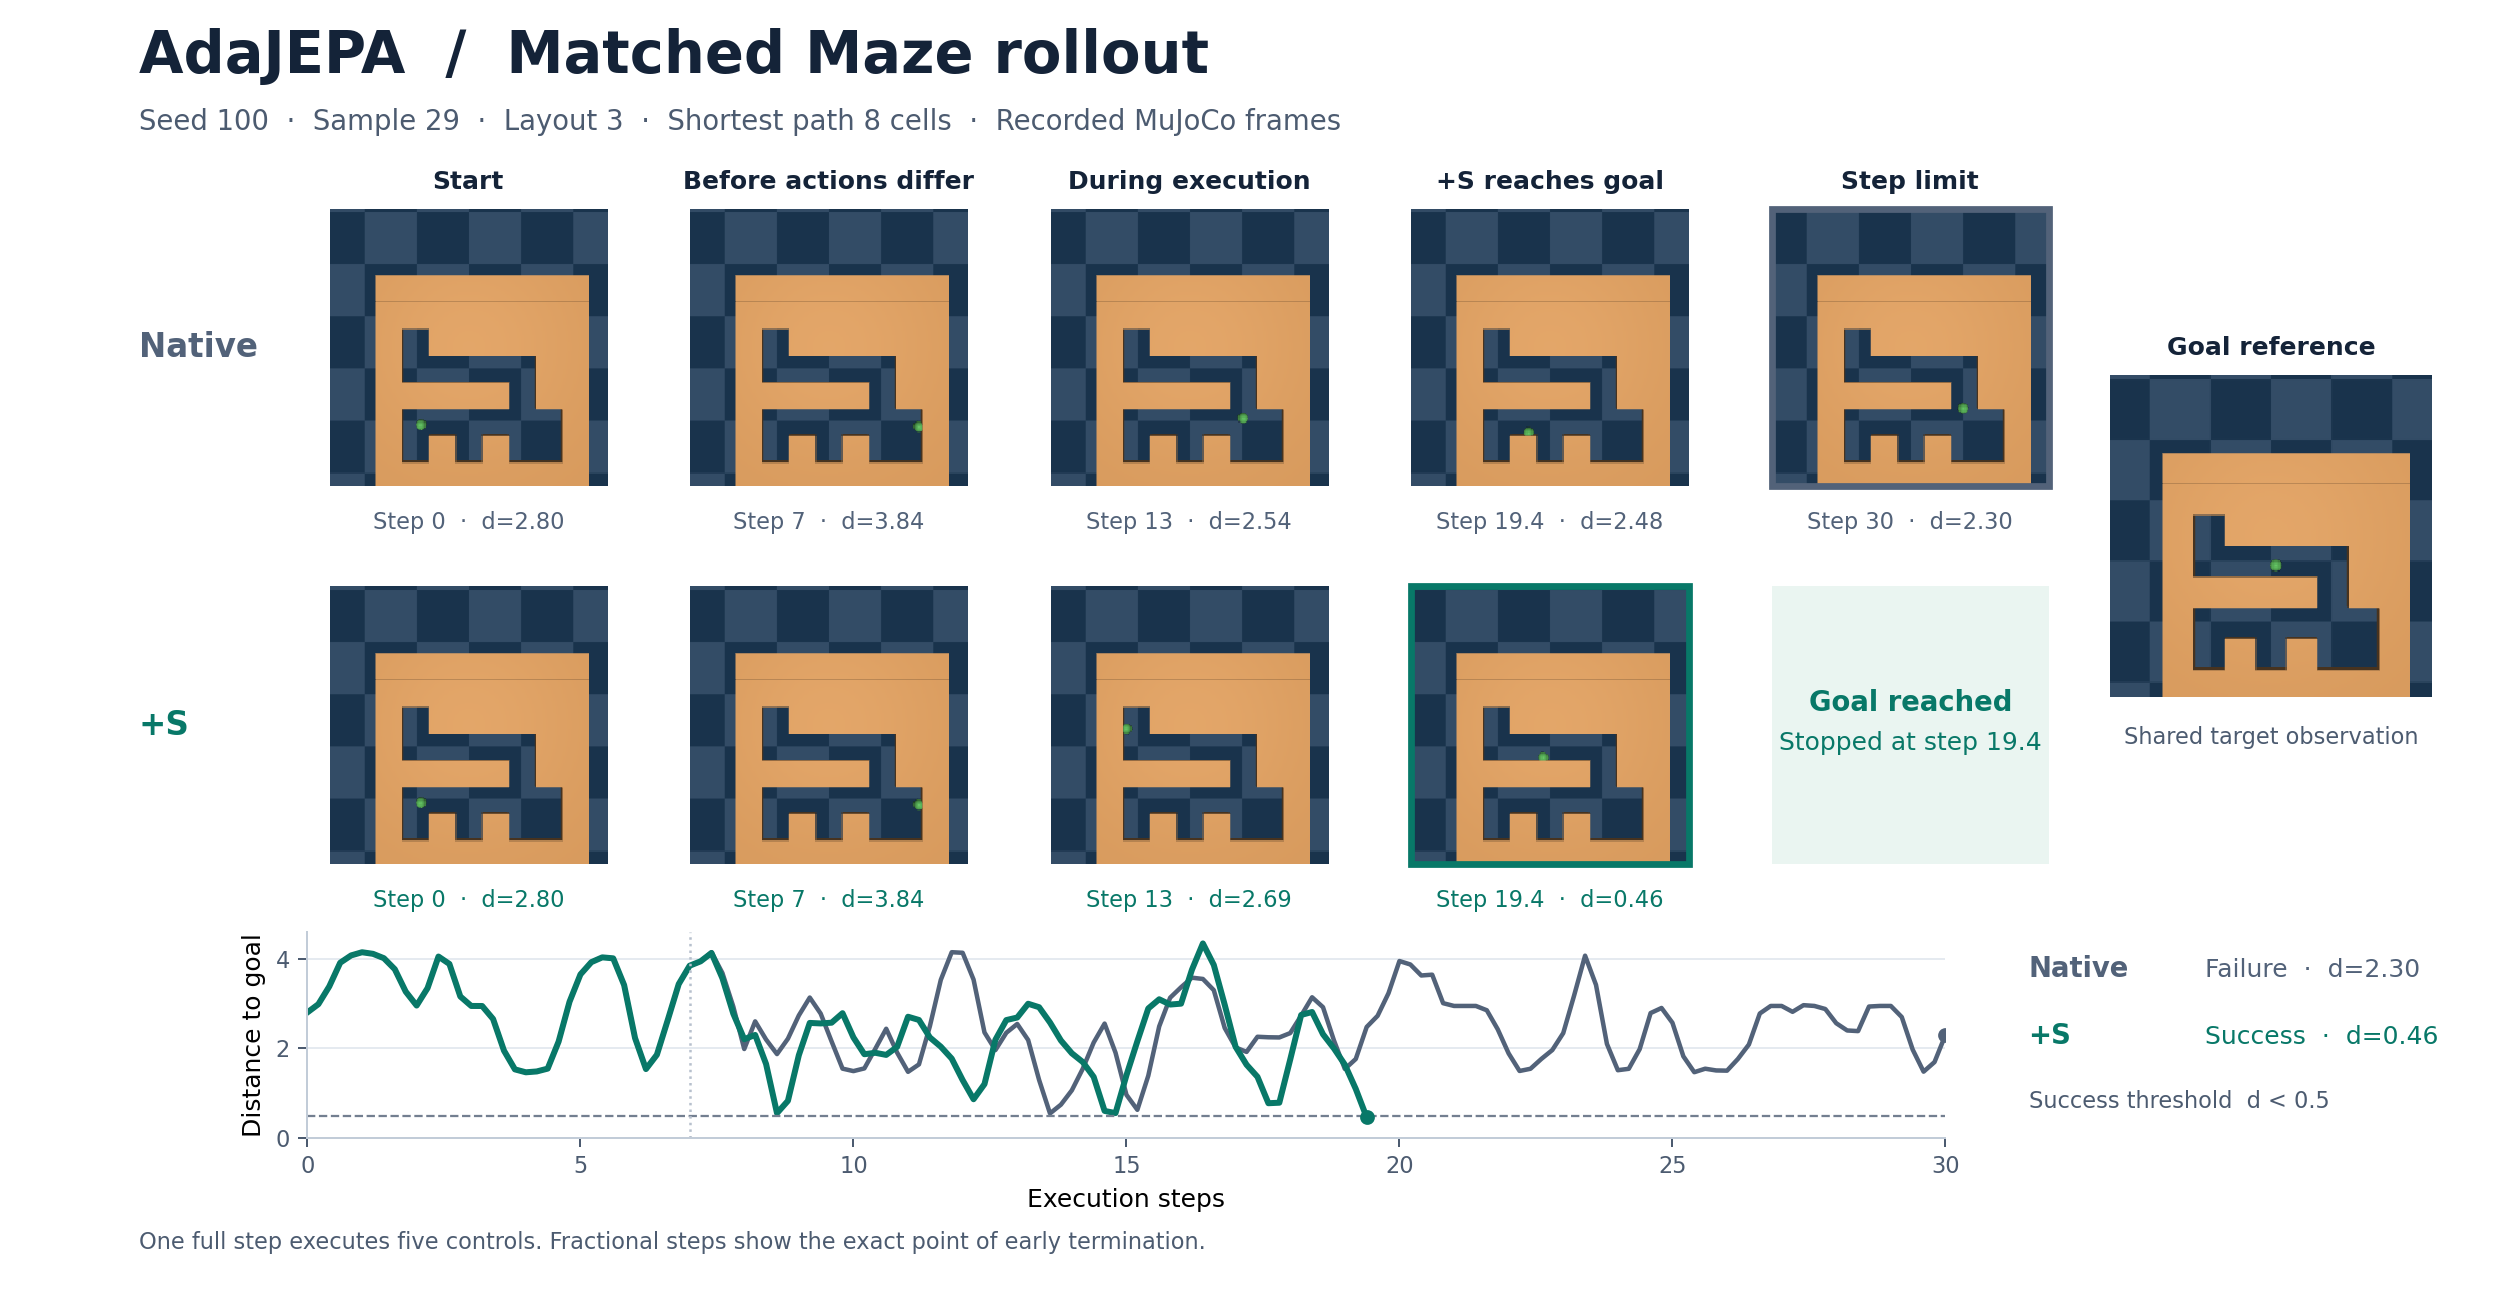 AdaJEPA / Matched Maze rollout
Seed 100 · Sample 29 · Layout 3 · Shortest path 8 cells · Recorded MuJoCo frames
Start
Before actions differ
During execution
+S reaches goal
Step limit
Native
Step 0 · d=2.80
Step 7 · d=3.84
Step 13 · d=2.54
Step 19.4 · d=2.48
Step 30 · d=2.30
Goal reference
Shared target observation
+S
Goal reached
Stopped at step 19.4
Step 0 · d=2.80
Step 7 · d=3.84
Step 13 · d=2.69
Step 19.4 · d=0.46
Distance to goal
4
2
0
0
5
10
15
20
25
30
Execution steps
Native Failure · d=2.30
+S Success · d=0.46
Success threshold d < 0.5
One full step executes five controls. Fractional steps show the exact point of early termination.